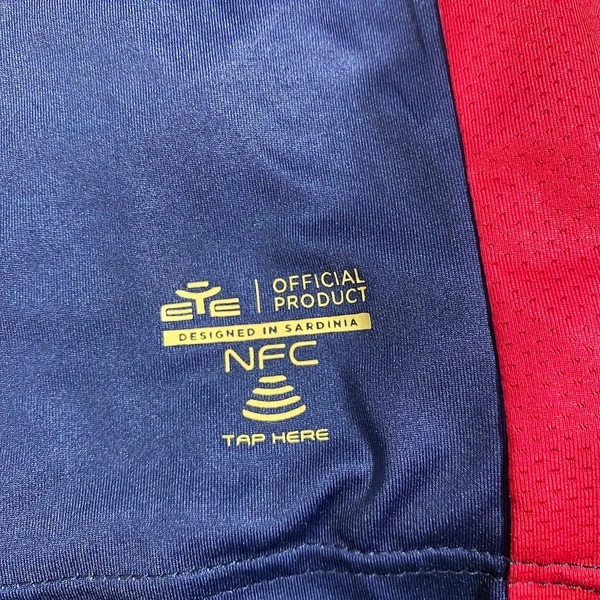 EYE
OFFICIAL
PRODUCT
DESIGNED IN SARDINIA
NFC
TAP HERE